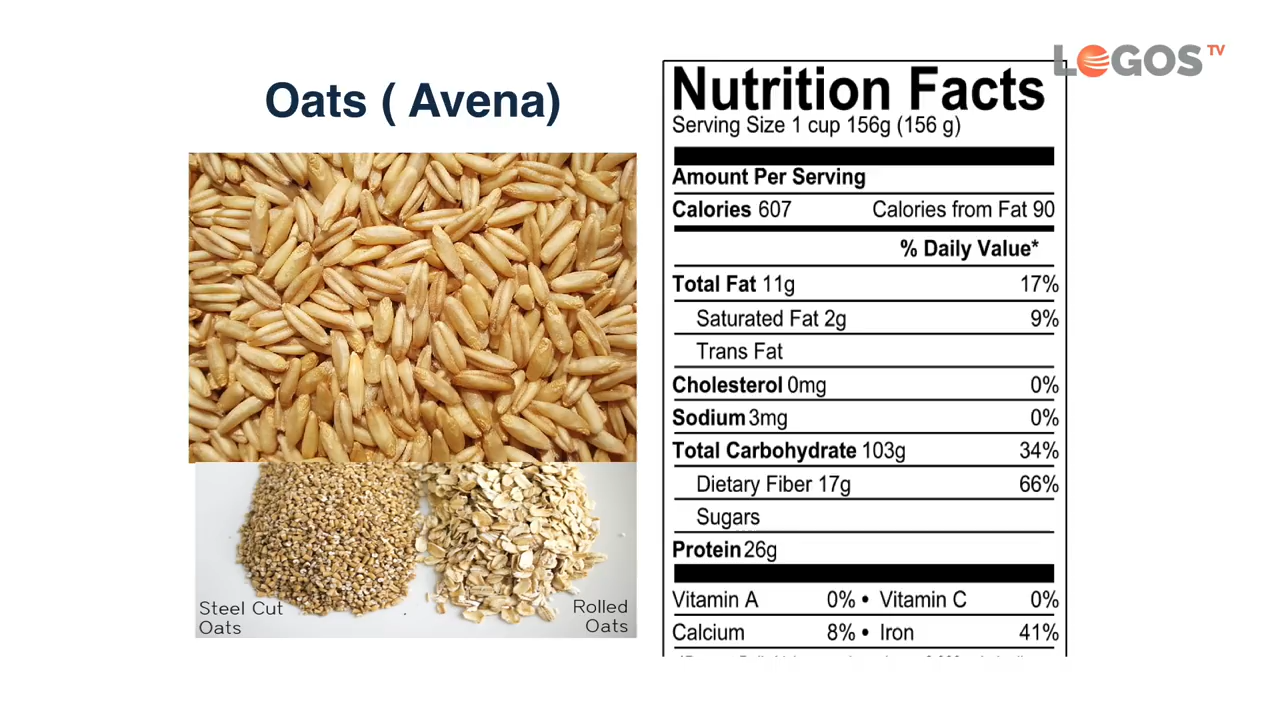 LOGOS TV
Oats ( Avena)
Steel Cut
Oats
Rolled
Oats
Nutrition Facts
Serving Size 1 cup 156g (156 g)
Amount Per Serving
Calories 607 Calories from Fat 90
% Daily Value*
Total Fat 11g 17%
Saturated Fat 2g 9%
Trans Fat
Cholesterol 0mg 0%
Sodium 3mg 0%
Total Carbohydrate 103g 34%
Dietary Fiber 17g 66%
Sugars
Protein 26g
Vitamin A 0% • Vitamin C 0%
Calcium 8% • Iron 41%